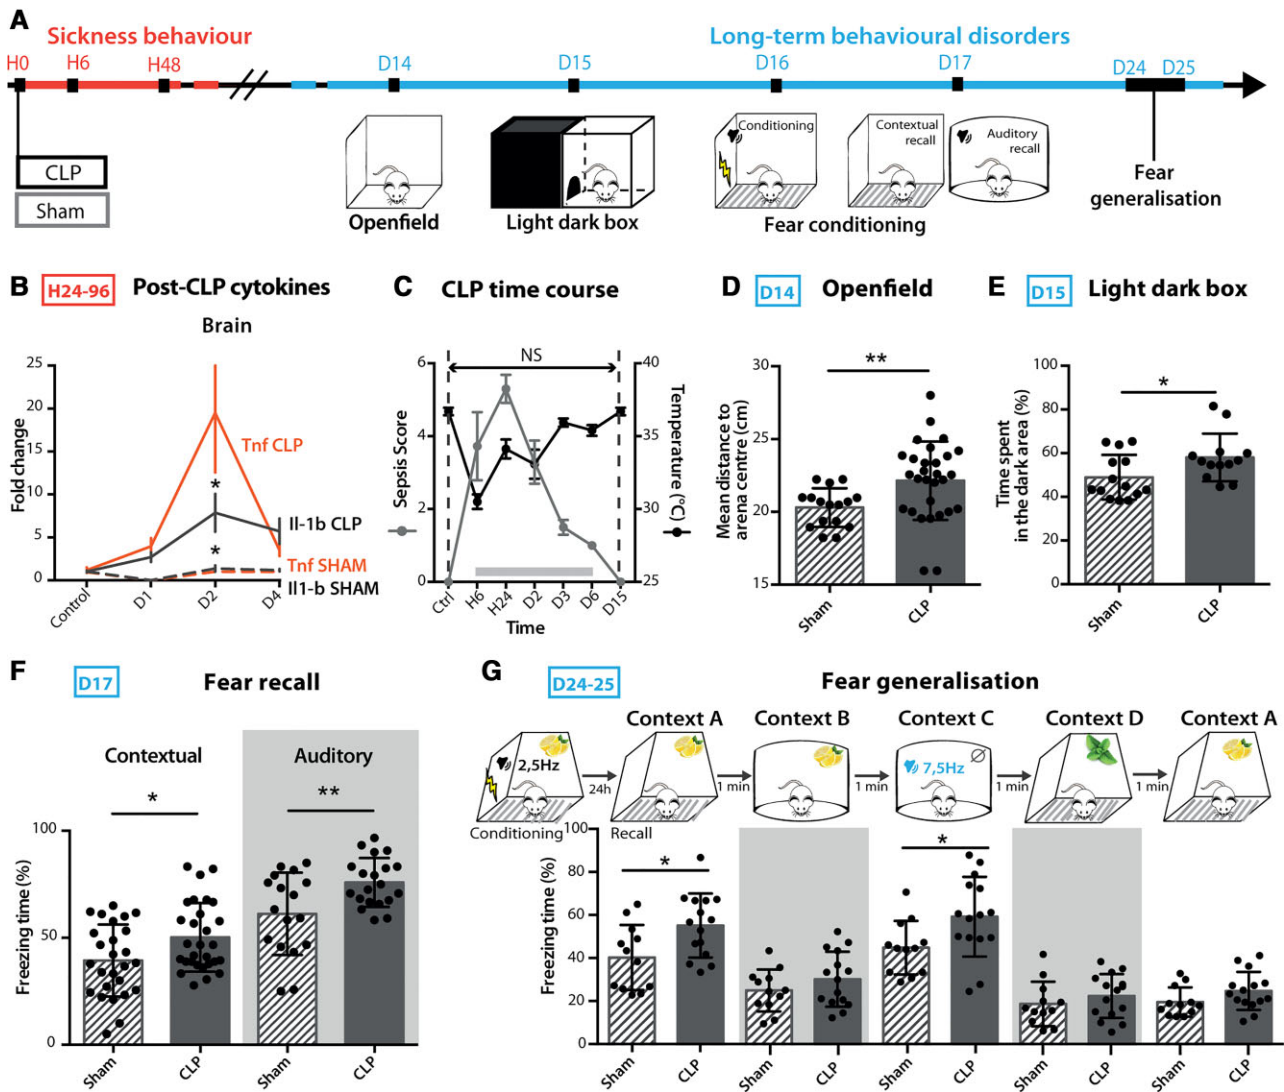 A
Sickness behaviour
Long-term behavioural disorders
H0
H6
H48
D14
D15
D16
D17
D24
D25
CLP
Sham
Openfield
Light dark box
Conditioning
Contextual
recall
Auditory
recall
Fear conditioning
Fear
generalisation
B
H24-96
Post-CLP cytokines
Brain
Fold change
25
20
15
10
5
0
Tnf CLP
*
Il-1b CLP
*
Tnf SHAM
Il1-b SHAM
Control
D1
D2
D4
C
CLP time course
NS
Sepsis Score
6
4
2
0
Temperature (°C)
40
35
30
25
Ctrl
H6
H24
D2
D3
D6
D15
Time
D
D14
Openfield
**
Mean distance to
arena centre (cm)
30
25
20
15
Sham
CLP
E
D15
Light dark box
*
Time spent
in the dark area (%)
100
80
60
40
20
0
Sham
CLP
F
D17
Fear recall
Contextual
Auditory
*
**
Freezing time (%)
100
50
0
Sham
CLP
Sham
CLP
G
D24-25
Fear generalisation
Context A
Context B
Context C
Context D
Context A
2,5Hz
7,5Hz
24h
1 min
1 min
1 min
1 min
Conditioning
Recall
*
*
Freezing time (%)
100
80
60
40
20
0
Sham
CLP
Sham
CLP
Sham
CLP
Sham
CLP
Sham
CLP